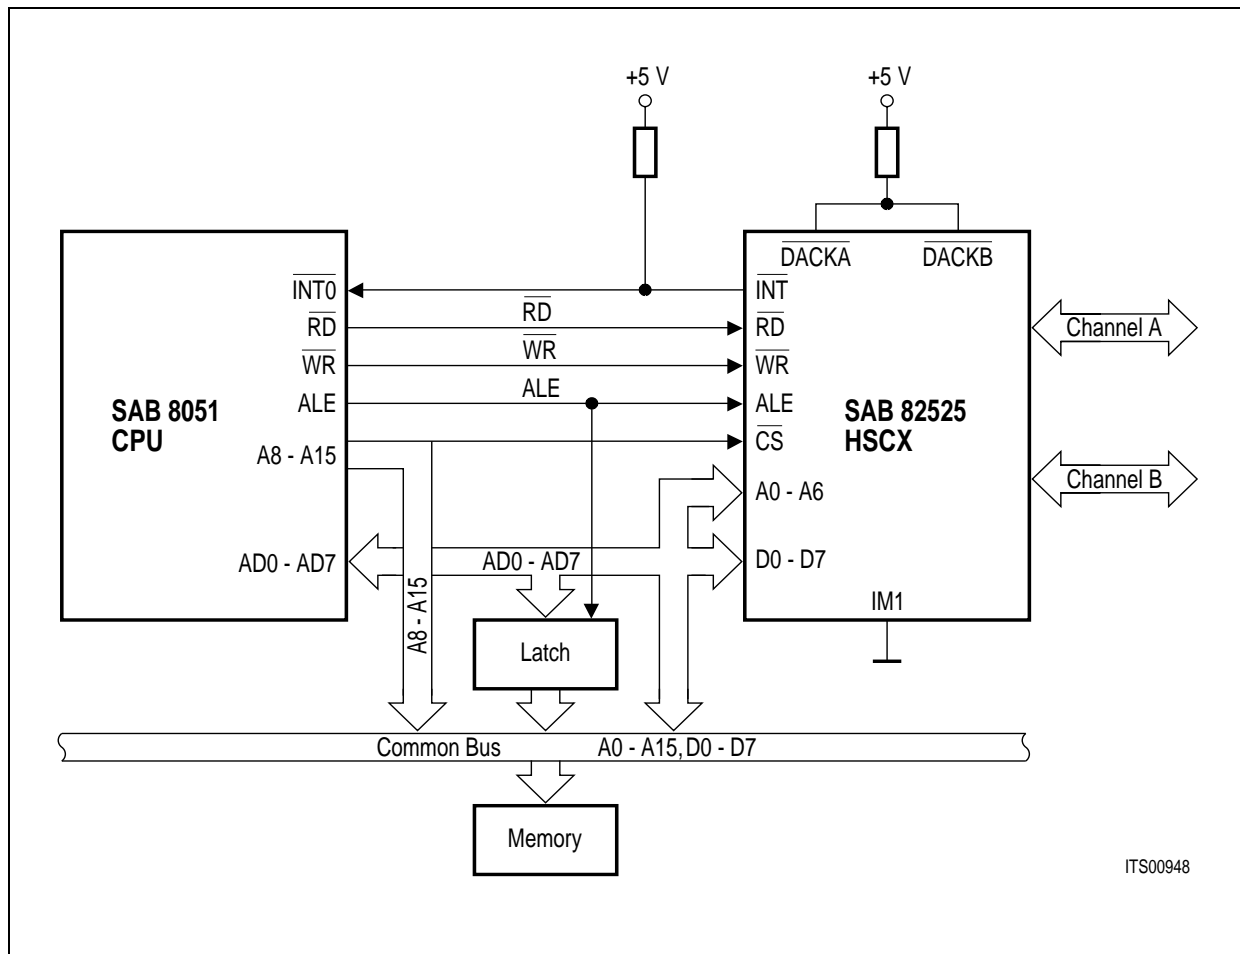 +5 V
+5 V
DACKA
DACKB
INT0
RD
WR
ALE
A8 - A15
AD0 - AD7
SAB 8051
CPU
RD
WR
ALE
AD0 - AD7
A8 - A15
INT
RD
WR
ALE
CS
A0 - A6
D0 - D7
IM1
SAB 82525
HSCX
Channel A
Channel B
Latch
Common Bus A0 - A15, D0 - D7
Memory
ITS00948